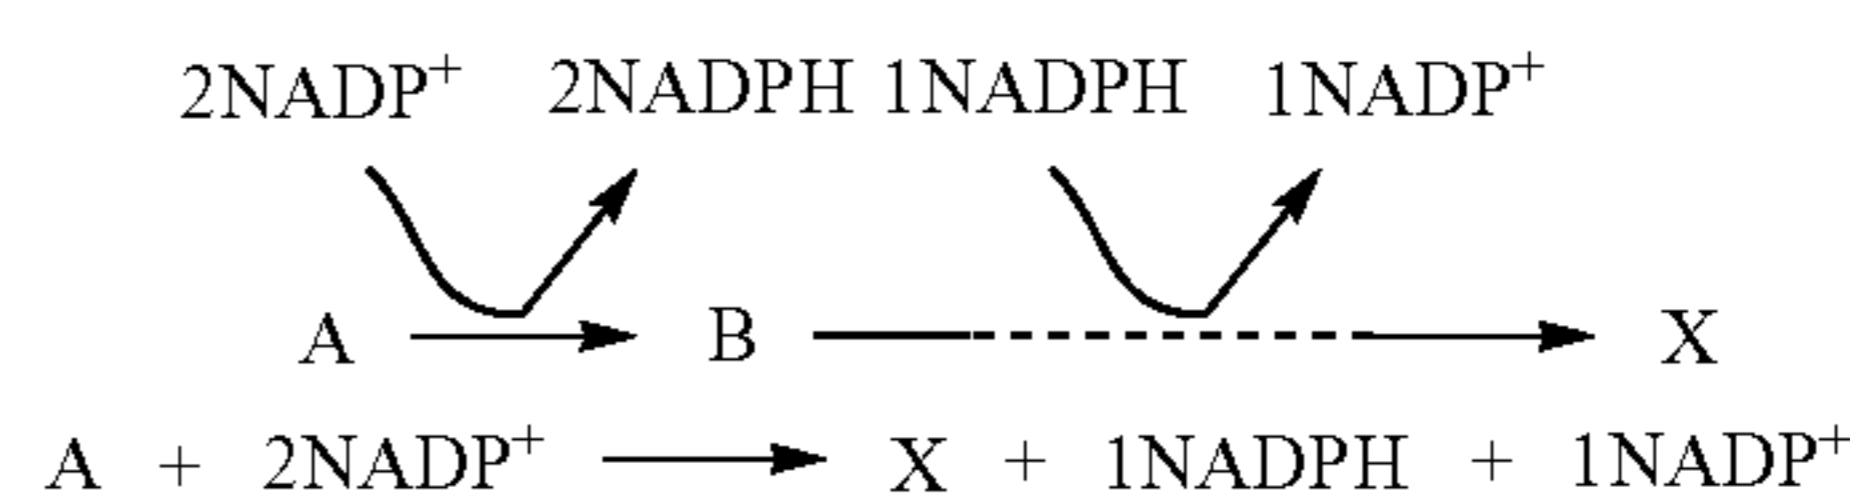 2NADP⁺ 2NADPH 1NADPH 1NADP⁺
A B X
A + 2NADP⁺ X + 1NADPH + 1NADP⁺